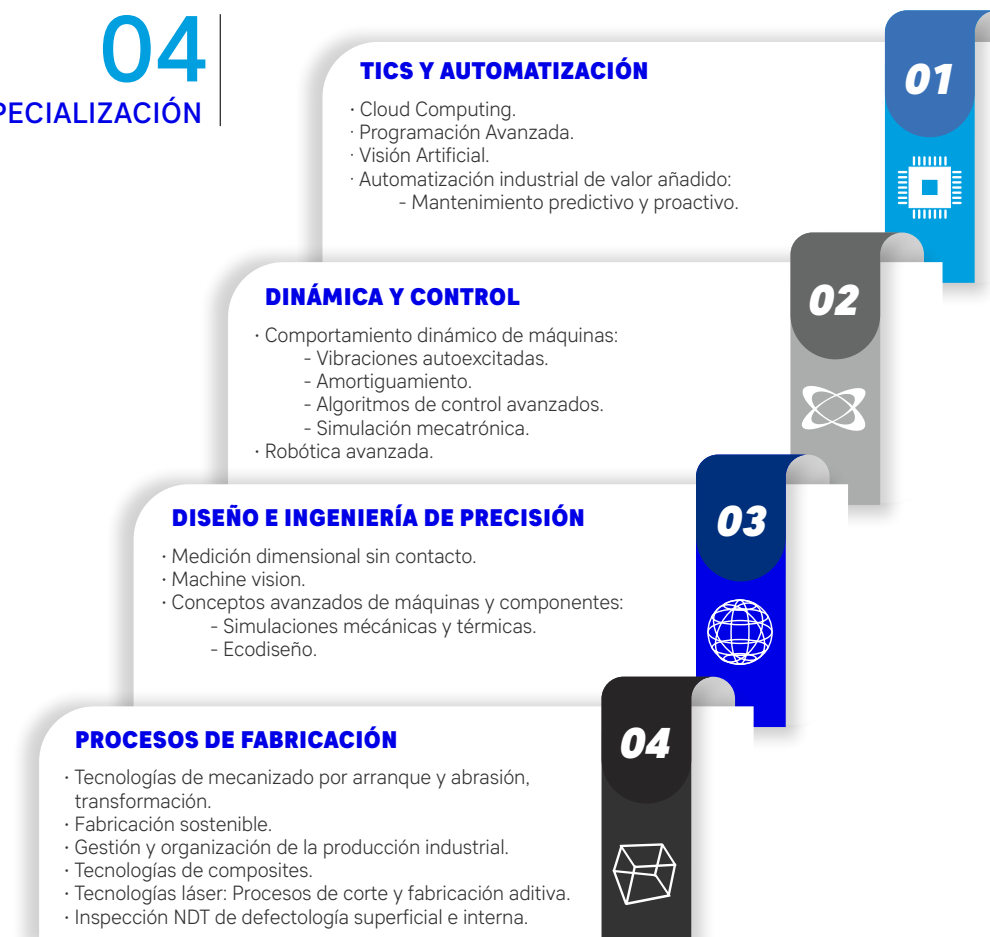 04
PECIALIZACIÓN
TICS Y AUTOMATIZACIÓN
· Cloud Computing.
· Programación Avanzada.
· Visión Artificial.
· Automatización industrial de valor añadido:
- Mantenimiento predictivo y proactivo.
01
DINÁMICA Y CONTROL
· Comportamiento dinámico de máquinas:
- Vibraciones autoexcitadas.
- Amortiguamiento.
- Algoritmos de control avanzados.
- Simulación mecatrónica.
· Robótica avanzada.
02
DISEÑO E INGENIERÍA DE PRECISIÓN
· Medición dimensional sin contacto.
· Machine vision.
· Conceptos avanzados de máquinas y componentes:
- Simulaciones mécánicas y térmicas.
- Ecodiseño.
03
PROCESOS DE FABRICACIÓN
· Tecnologías de mecanizado por arranque y abrasión,
transformación.
· Fabricación sostenible.
· Gestión y organización de la producción industrial.
· Tecnologías de composites.
· Tecnologías láser: Procesos de corte y fabricación aditiva.
· Inspección NDT de defectología superficial e interna.
04